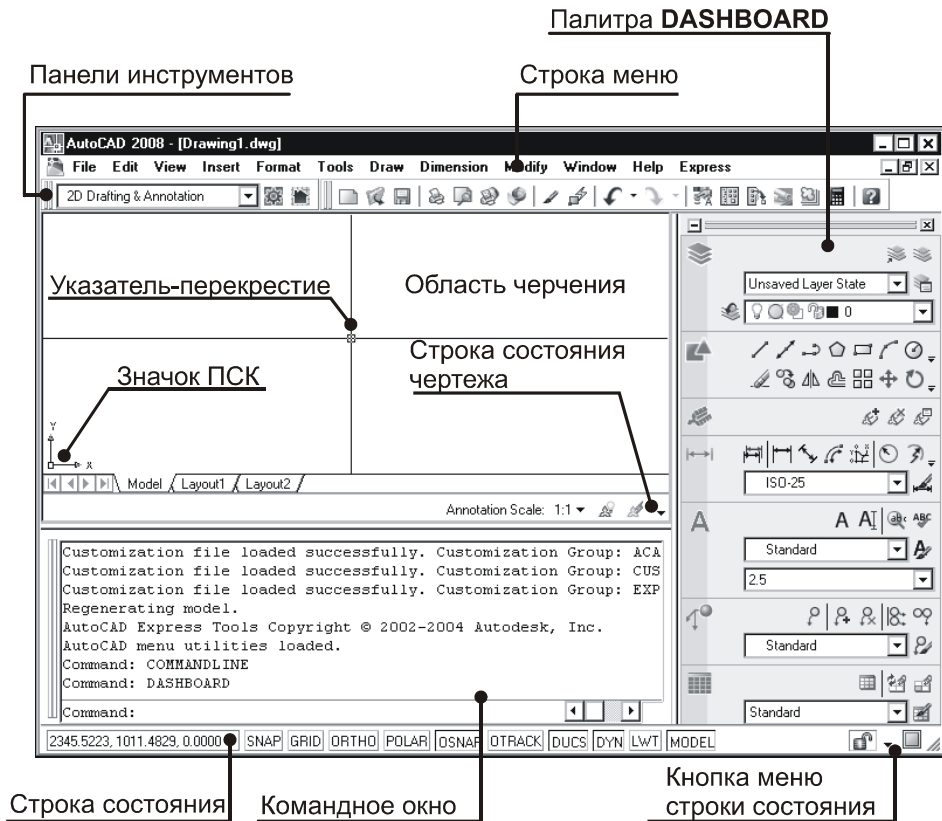 Палитра DASHBOARD
Панели инструментов
Строка меню
AutoCAD 2008 - [Drawing1.dwg]
File Edit View Insert Format Tools Draw Dimension Modify Window Help Express
2D Drafting & Annotation
Указатель-перекрестие
Область черчения
Unsaved Layer State
0
Строка состояния
чертежа
Значок ПСК
Y
X
ISO-25
Model Layout1 Layout2
Annotation Scale: 1:1
A A A abc ABC
Standard
2.5
Customization file loaded successfully. Customization Group: ACA
Customization file loaded successfully. Customization Group: CUS
Customization file loaded successfully. Customization Group: EXP
Regenerating model.
AutoCAD Express Tools Copyright © 2002-2004 Autodesk, Inc.
AutoCAD menu utilities loaded.
Command: COMMANDLINE
Command: DASHBOARD
Command:
Standard
Standard
2345.5223, 1011.4829, 0.0000 SNAP GRID ORTHO POLAR OSNAP OTRACK DUCS DYN LWT MODEL
Строка состояния
Командное окно
Кнопка меню
строки состояния